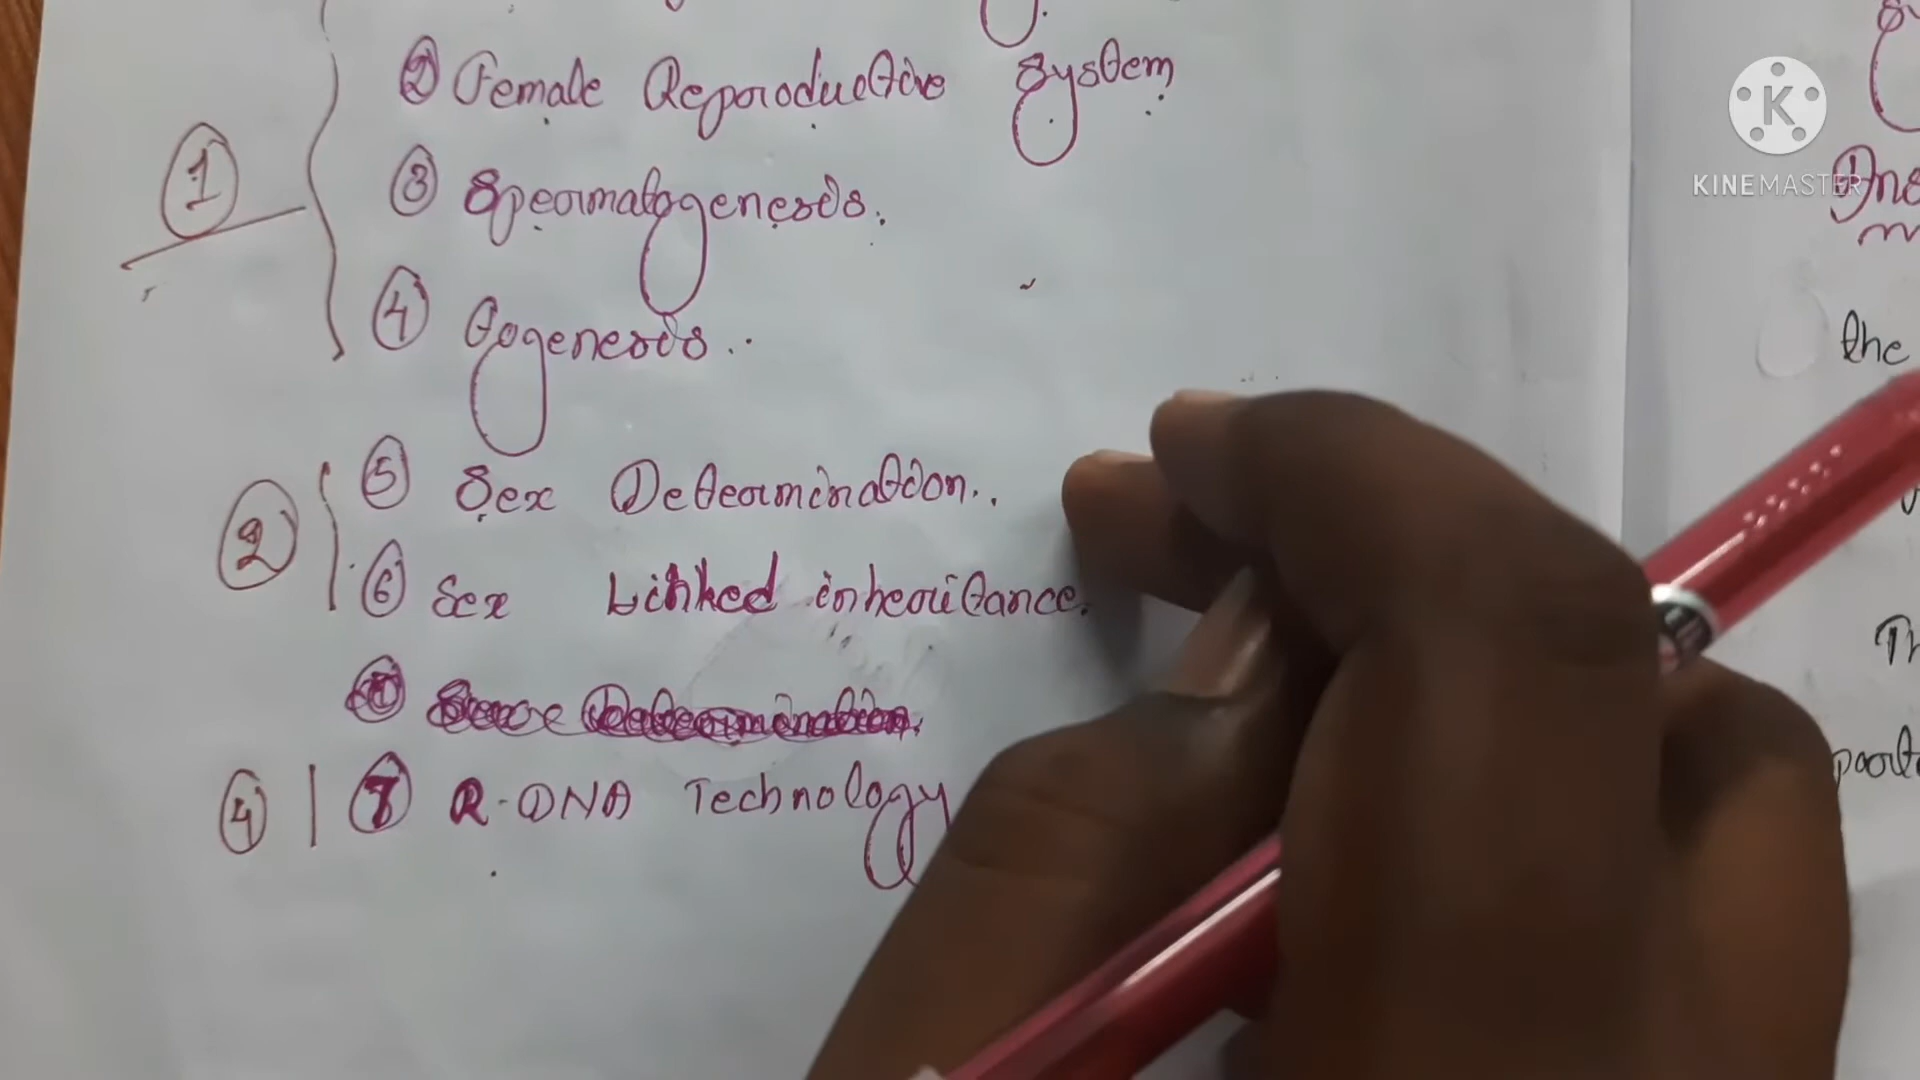 ② Female Reproductive System.
①
③ Spermatogenesis.
④ Oogenesis..
⑤ Sex Determination..
②
⑥ Sex Linked inheritance.
④ | ⑦ R-DNA Technology
K
KINEMASTER
the
Th